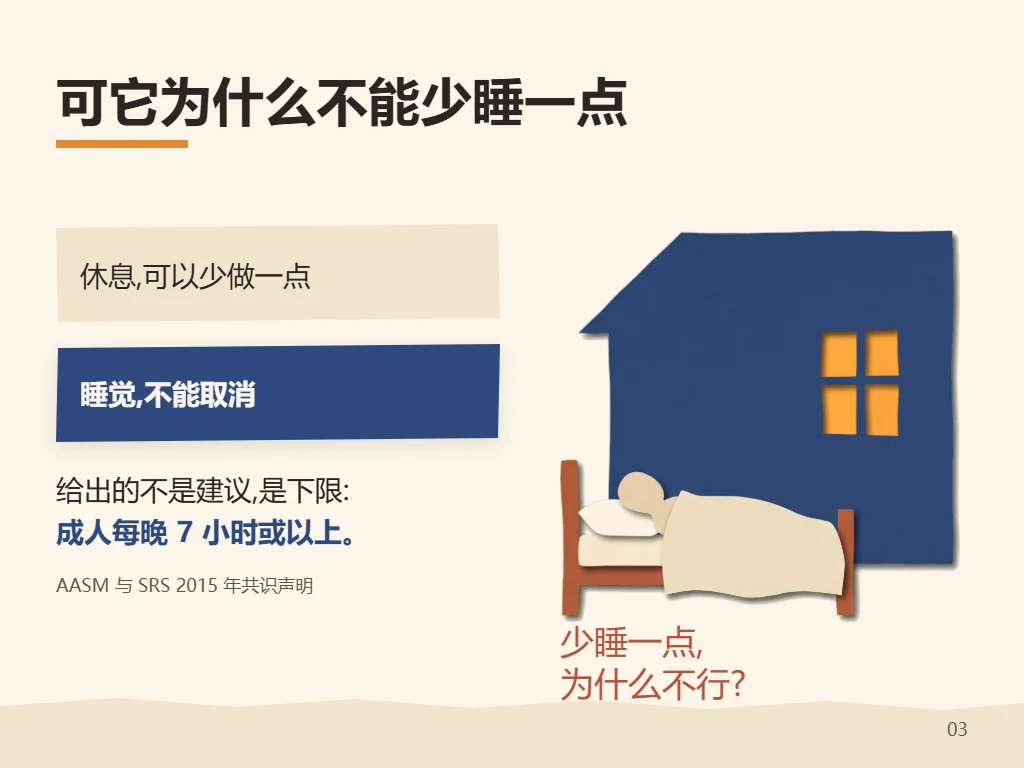 可它为什么不能少睡一点
休息,可以少做一点
睡觉,不能取消
给出的不是建议,是下限:
成人每晚 7 小时或以上。
AASM 与 SRS 2015 年共识声明
少睡一点,
为什么不行?
03